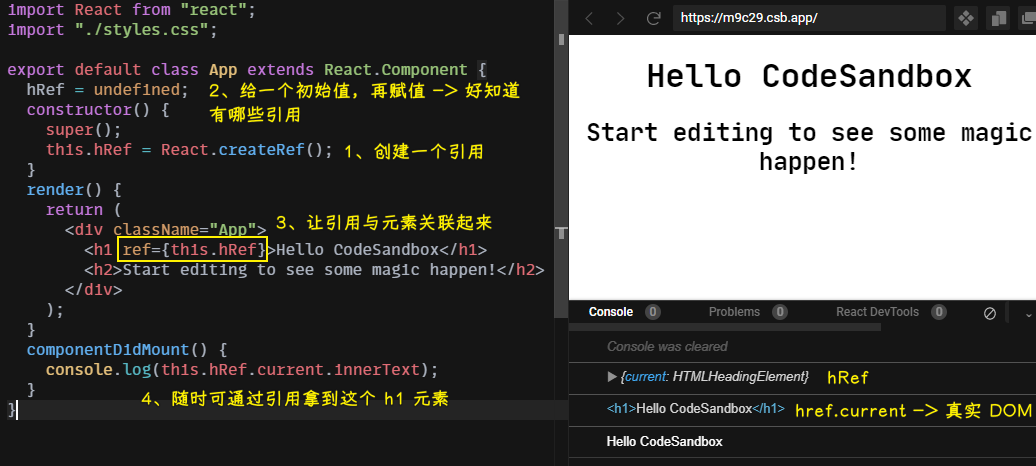 import React from "react";
import "./styles.css";
export default class App extends React.Component {
hRef = undefined;
2、给一个初始值，再赋值 -> 好知道
有哪些引用
constructor() {
super();
this.hRef = React.createRef();
1、创建一个引用
}
render() {
return (
3、让引用与元素关联起来
<div className="App">
<h1 ref={this.hRef}>Hello CodeSandbox</h1>
<h2>Start editing to see some magic happen!</h2>
</div>
);
}
componentDidMount() {
console.log(this.hRef.current.innerText);
}
4、随时可通过引用拿到这个 h1 元素
}
https://m9c29.csb.app/
Hello CodeSandbox
Start editing to see some magic
happen!
Console 0 Problems 0 React DevTools 0
Console was cleared
▶ {current: HTMLHeadingElement} hRef
<h1>Hello CodeSandbox</h1> href.current -> 真实 DOM
Hello CodeSandbox